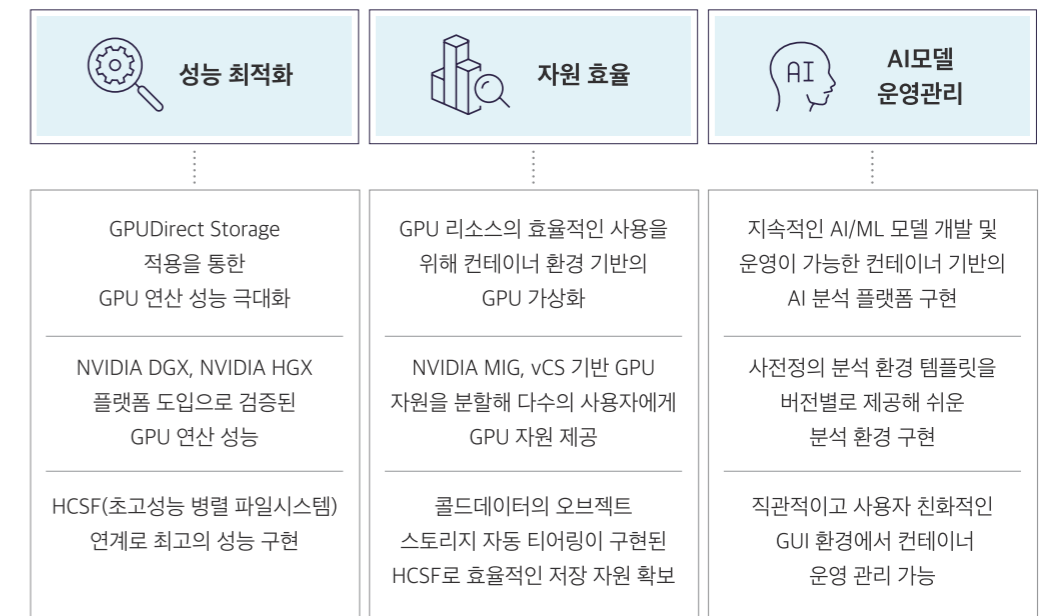 성능 최적화
GPUDirect Storage
적용을 통한
GPU 연산 성능 극대화
NVIDIA DGX, NVIDIA HGX
플랫폼 도입으로 검증된
GPU 연산 성능
HCSF(초고성능 병렬 파일시스템)
연계로 최고의 성능 구현
자원 효율
GPU 리소스의 효율적인 사용을
위해 컨테이너 환경 기반의
GPU 가상화
NVIDIA MIG, vCS 기반 GPU
자원을 분할해 다수의 사용자에게
GPU 자원 제공
콜드데이터의 오브젝트
스토리지 자동 티어링이 구현된
HCSF로 효율적인 저장 자원 확보
AI
AI모델
운영관리
지속적인 AI/ML 모델 개발 및
운영이 가능한 컨테이너 기반의
AI 분석 플랫폼 구현
사전정의 분석 환경 템플릿을
버전별로 제공해 쉬운
분석 환경 구현
직관적이고 사용자 친화적인
GUI 환경에서 컨테이너
운영 관리 가능